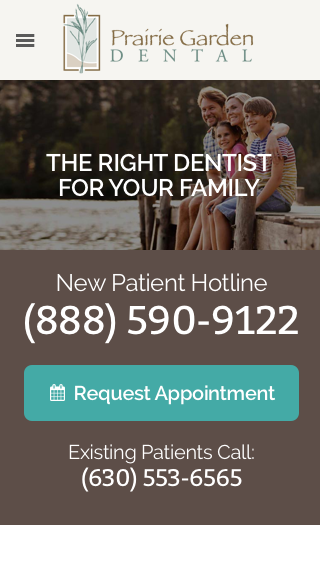 Prairie Garden
DENTAL
THE RIGHT DENTIST
FOR YOUR FAMILY
New Patient Hotline
(888) 590-9122
Request Appointment
Existing Patients Call:
(630) 553-6565